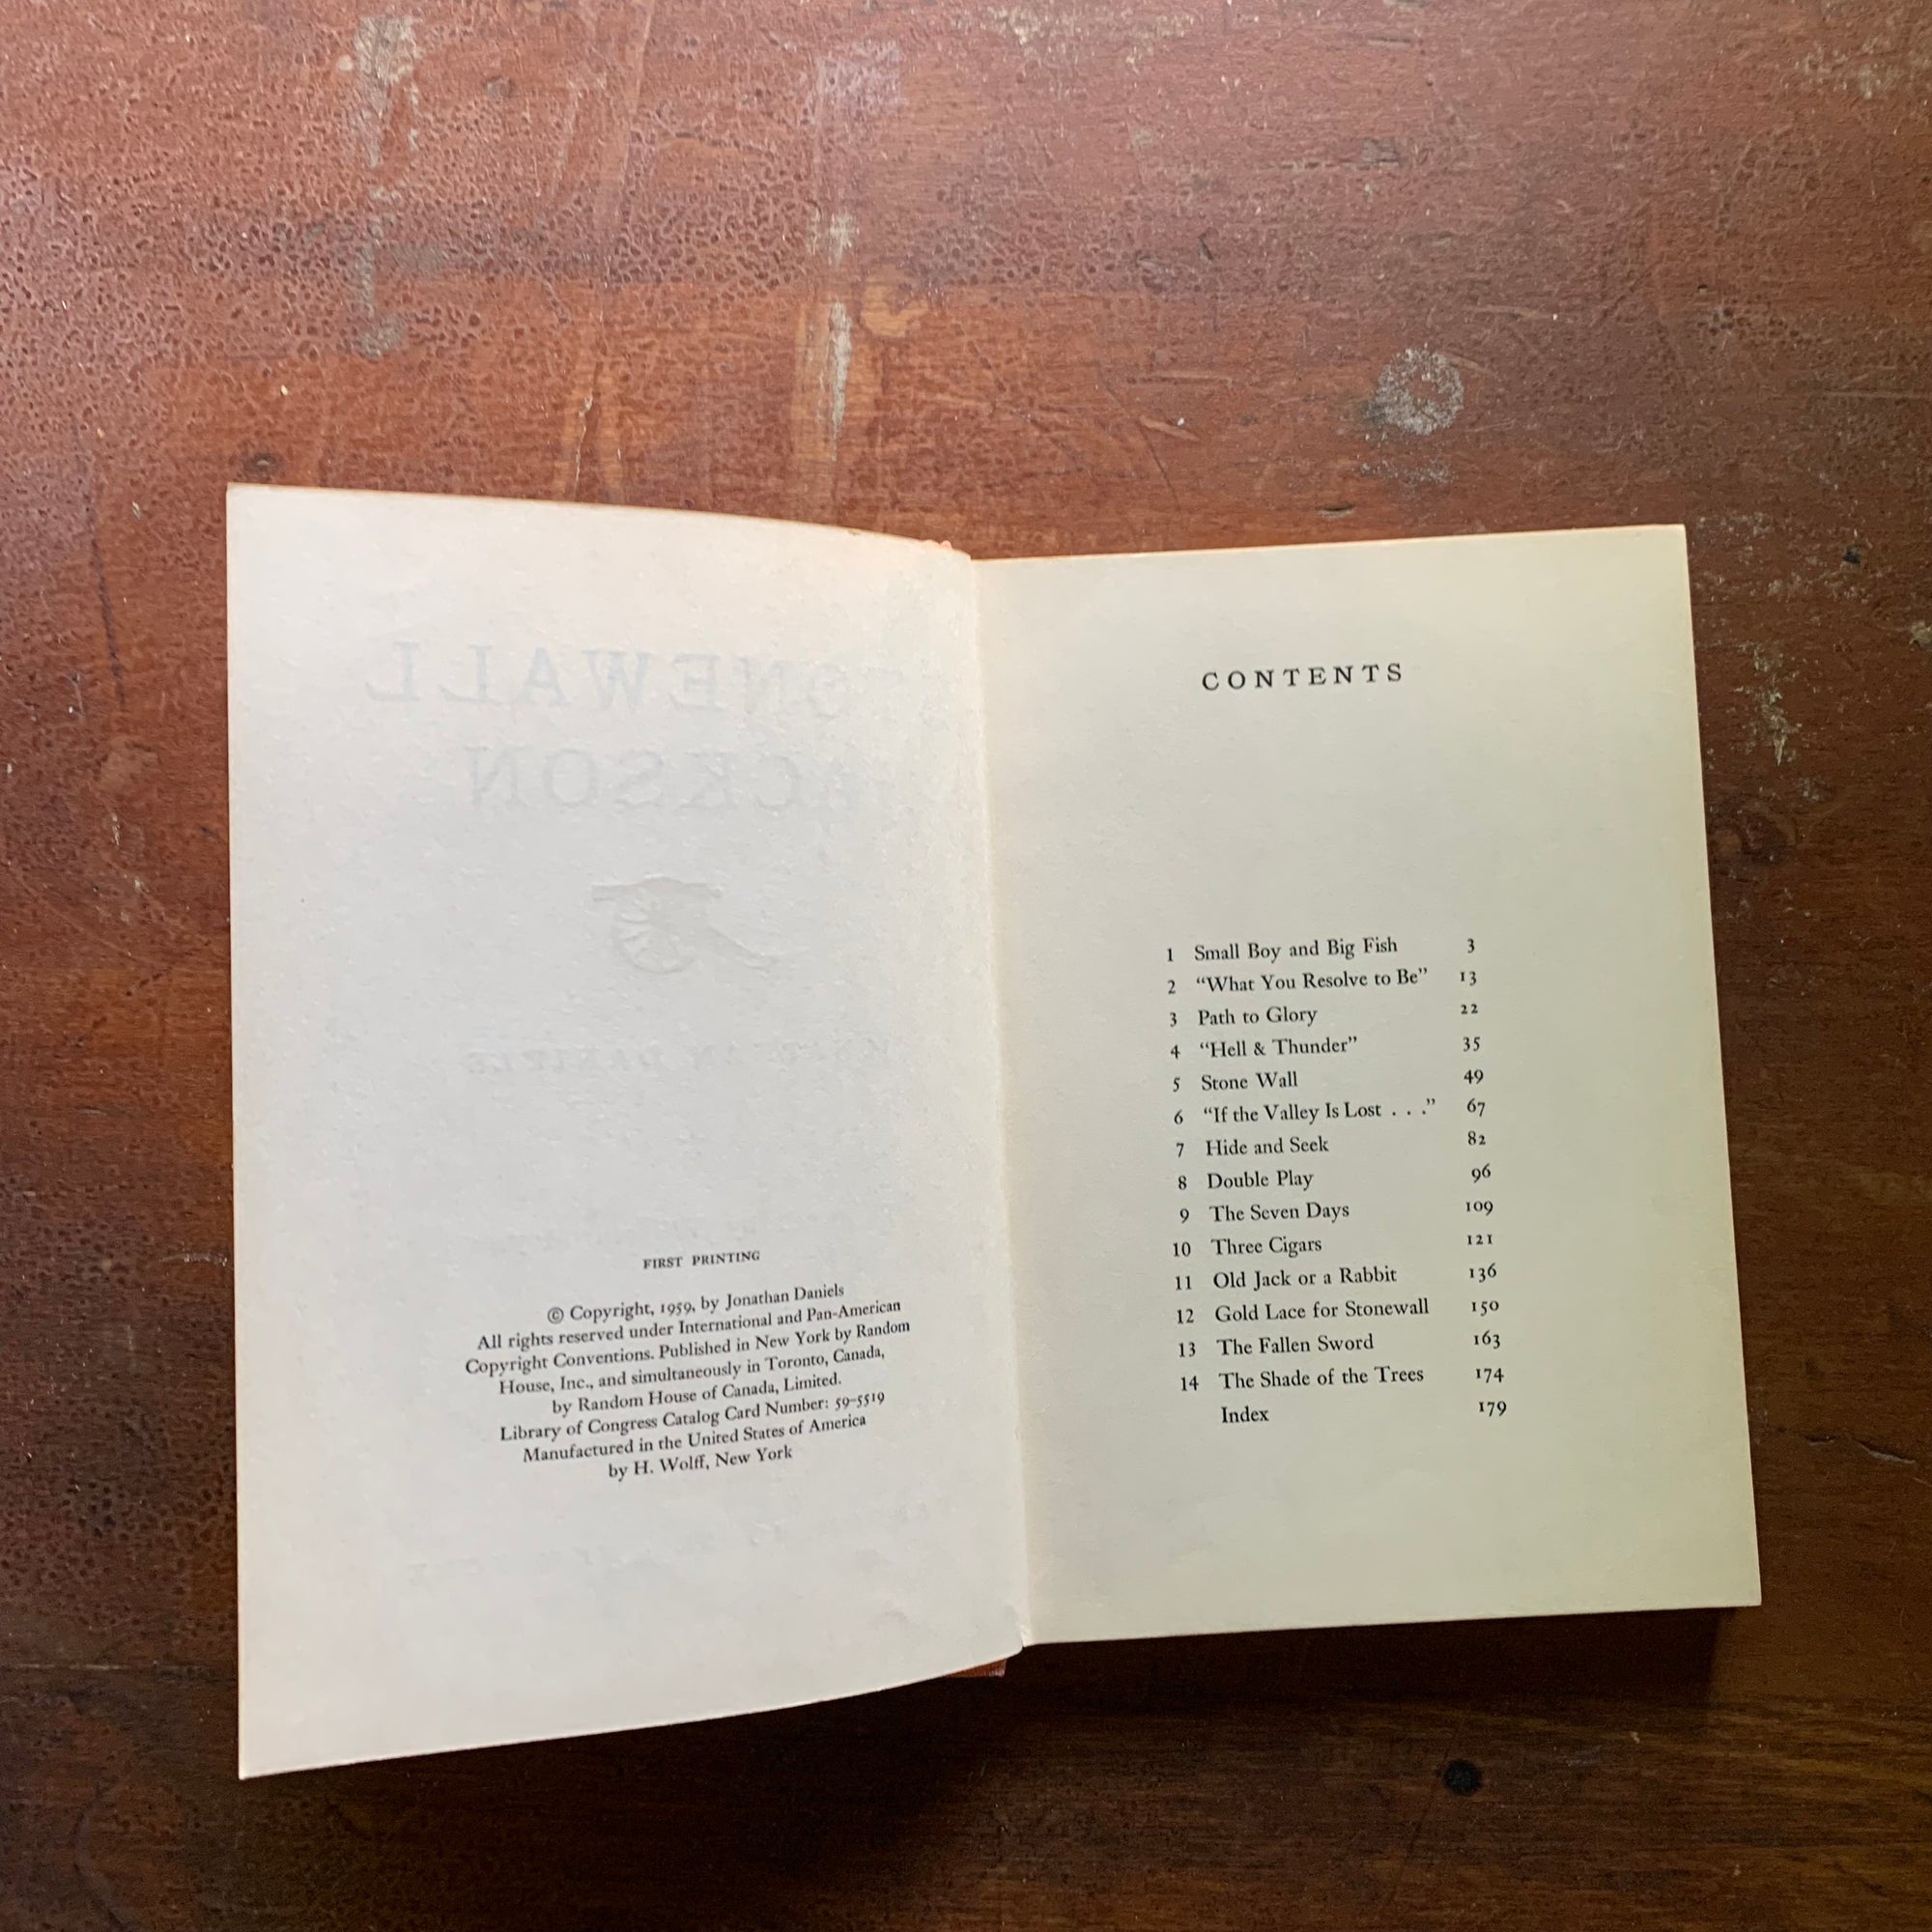 STONEWALL
JACKSON
JONATHAN DANIELS
FIRST PRINTING
© Copyright, 1959, by Jonathan Daniels
All rights reserved under International and Pan-American
Copyright Conventions. Published in New York by Random
House, Inc., and simultaneously in Toronto, Canada,
by Random House of Canada, Limited.
Library of Congress Catalog Card Number: 59-5519
Manufactured in the United States of America
by H. Wolff, New York
CONTENTS
1 Small Boy and Big Fish 3
2 “What You Resolve to Be” 13
3 Path to Glory 22
4 “Hell & Thunder” 35
5 Stone Wall 49
6 “If the Valley Is Lost . . .” 67
7 Hide and Seek 82
8 Double Play 96
9 The Seven Days 109
10 Three Cigars 121
11 Old Jack or a Rabbit 136
12 Gold Lace for Stonewall 150
13 The Fallen Sword 163
14 The Shade of the Trees 174
Index 179